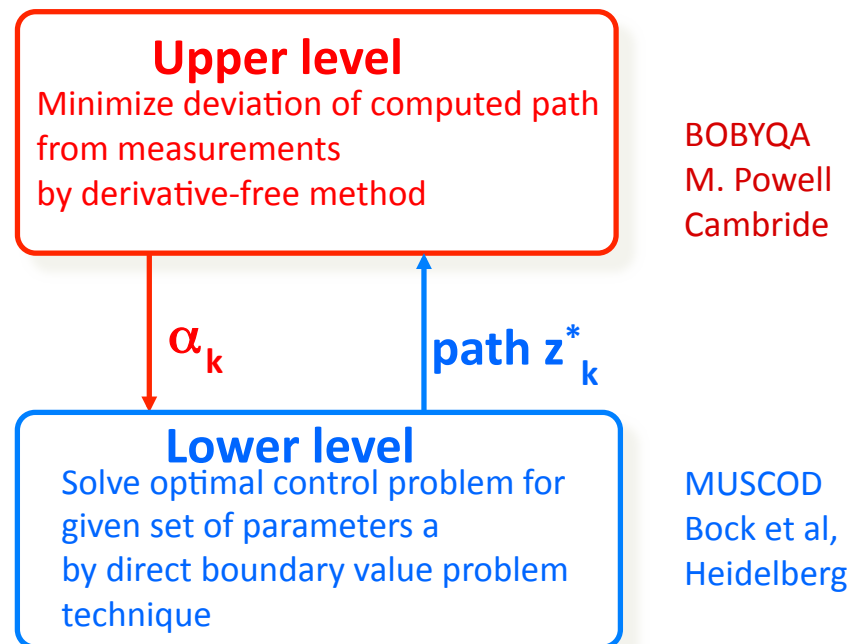 Upper level
Minimize deviation of computed path
from measurements
by derivative-free method
BOBYQA
M. Powell
Cambride
α_k
path z*_k
Lower level
Solve optimal control problem for
given set of parameters a
by direct boundary value problem
technique
MUSCOD
Bock et al,
Heidelberg